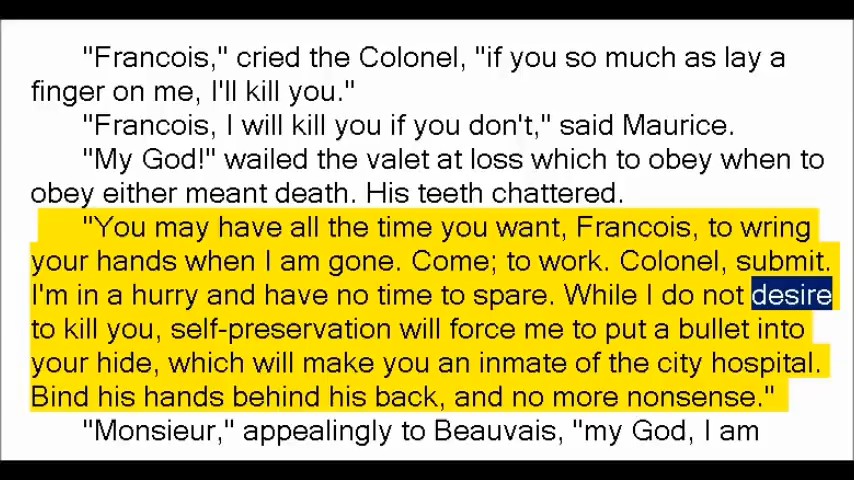 "Francois," cried the Colonel, "if you so much as lay a
finger on me, I'll kill you."
"Francois, I will kill you if you don't," said Maurice.
"My God!" wailed the valet at loss which to obey when to
obey either meant death. His teeth chattered.
"You may have all the time you want, Francois, to wring
your hands when I am gone. Come; to work. Colonel, submit.
I'm in a hurry and have no time to spare. While I do not desire
to kill you, self-preservation will force me to put a bullet into
your hide, which will make you an inmate of the city hospital.
Bind his hands behind his back, and no more nonsense."
"Monsieur," appealingly to Beauvais, "my God, I am